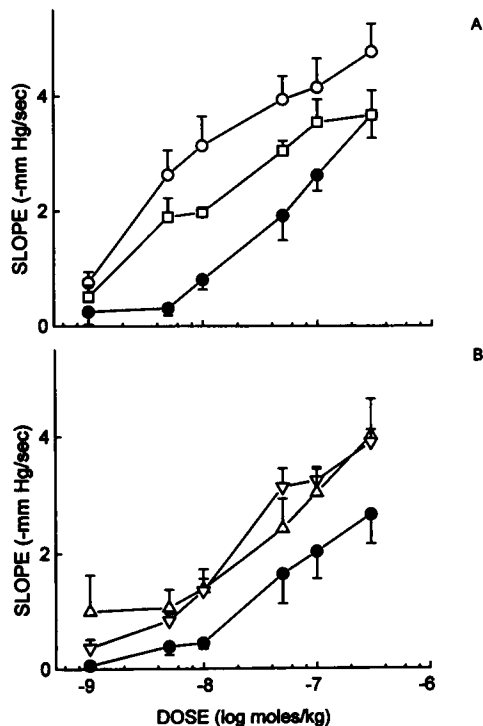 A
SLOPE (-mm Hg/sec)
4
2
0
B
SLOPE (-mm Hg/sec)
4
2
0
-9 -8 -7 -6
DOSE (log moles/kg)